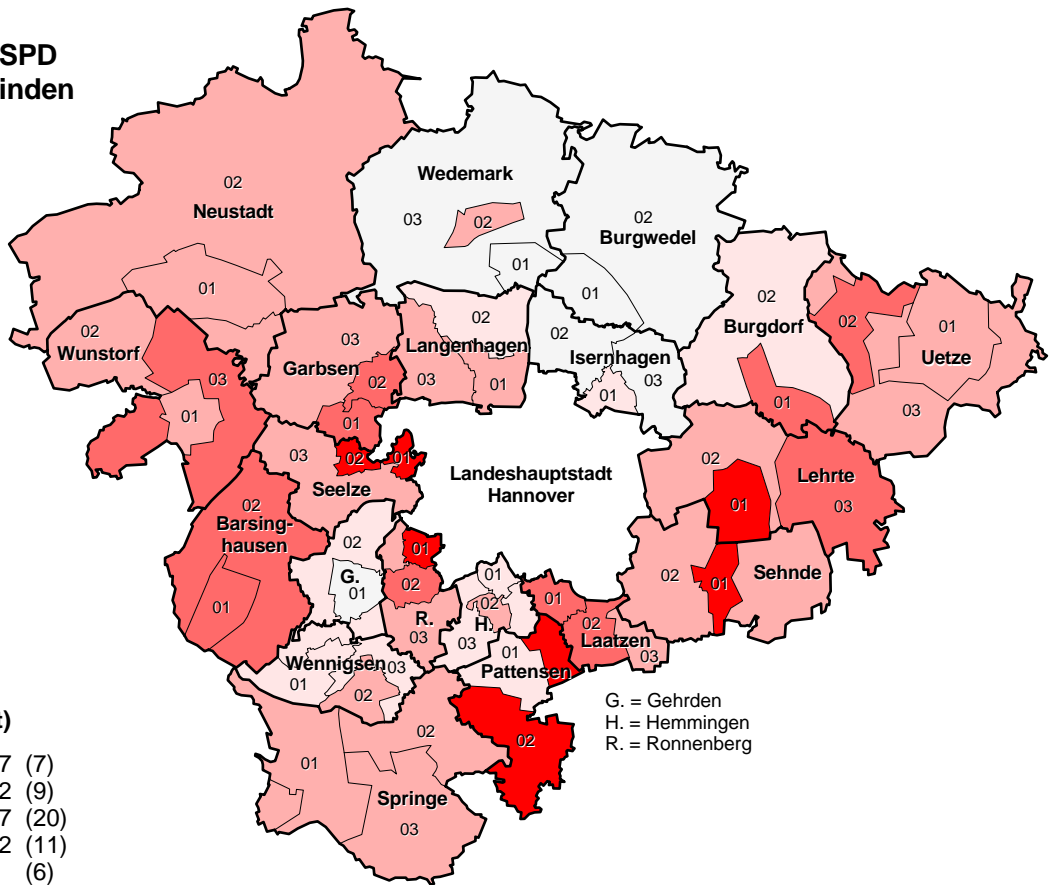 SPD
inden
02
Neustadt
01
Wedemark
03
02
01
02
Burgwedel
01
02
Burgdorf
01
02
01
Uetze
03
02
Wunstorf
03
01
03
Garbsen
02
01
02
Langenhagen
03
01
02
Isernhagen
03
01
03
02
01
Seelze
Landeshauptstadt
Hannover
02
Lehrte
01
03
02
Barsing-
hausen
01
02
G.
01
01
02
R.
03
01
02
H.
03
01
02
Laatzen
03
02
01
Sehnde
Wennigsen
03
01
02
01
Pattensen
02
G. = Gehrden
H. = Hemmingen
R. = Ronnenberg
01
02
Springe
03
t)
7 (7)
2 (9)
7 (20)
2 (11)
(6)